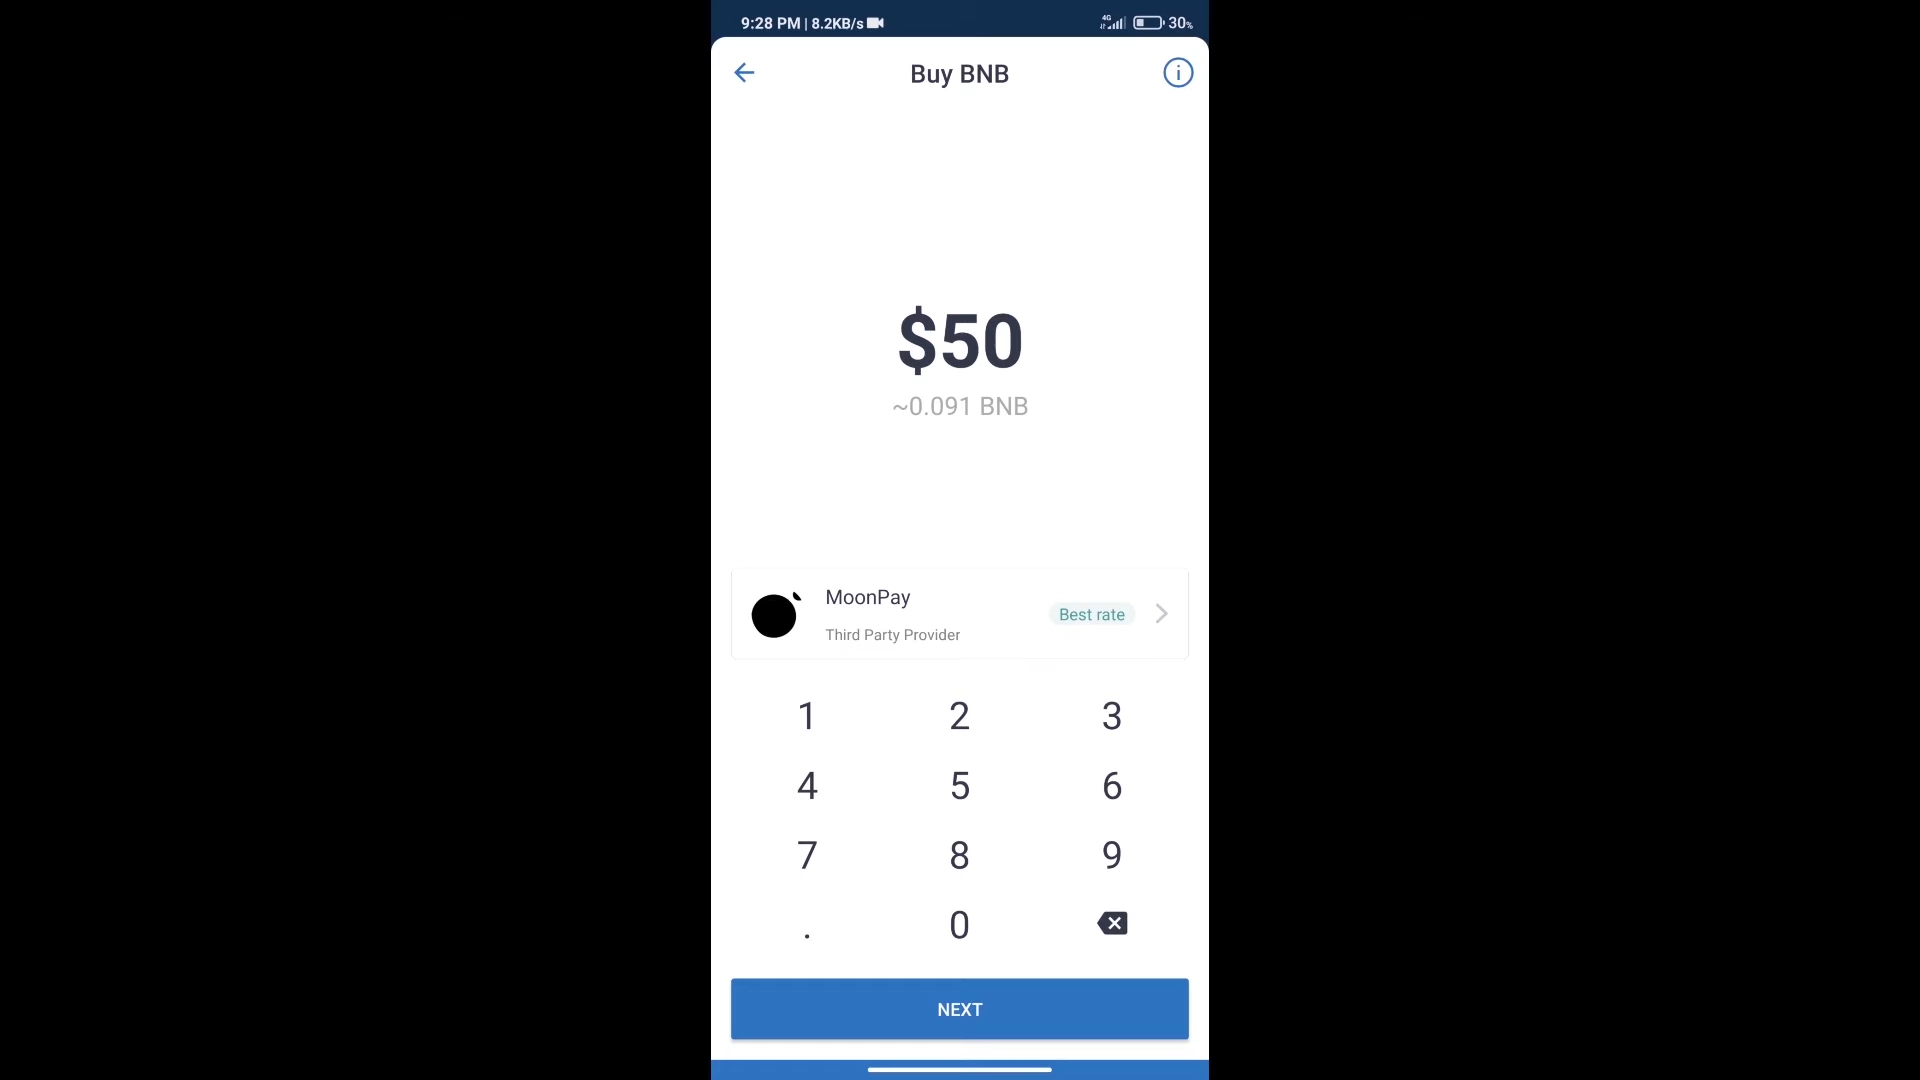 9:28 PM | 8.2KB/s 4G 30%
Buy BNB
$50
~0.091 BNB
MoonPay
Best rate
Third Party Provider
1 2 3
4 5 6
7 8 9
. 0
NEXT